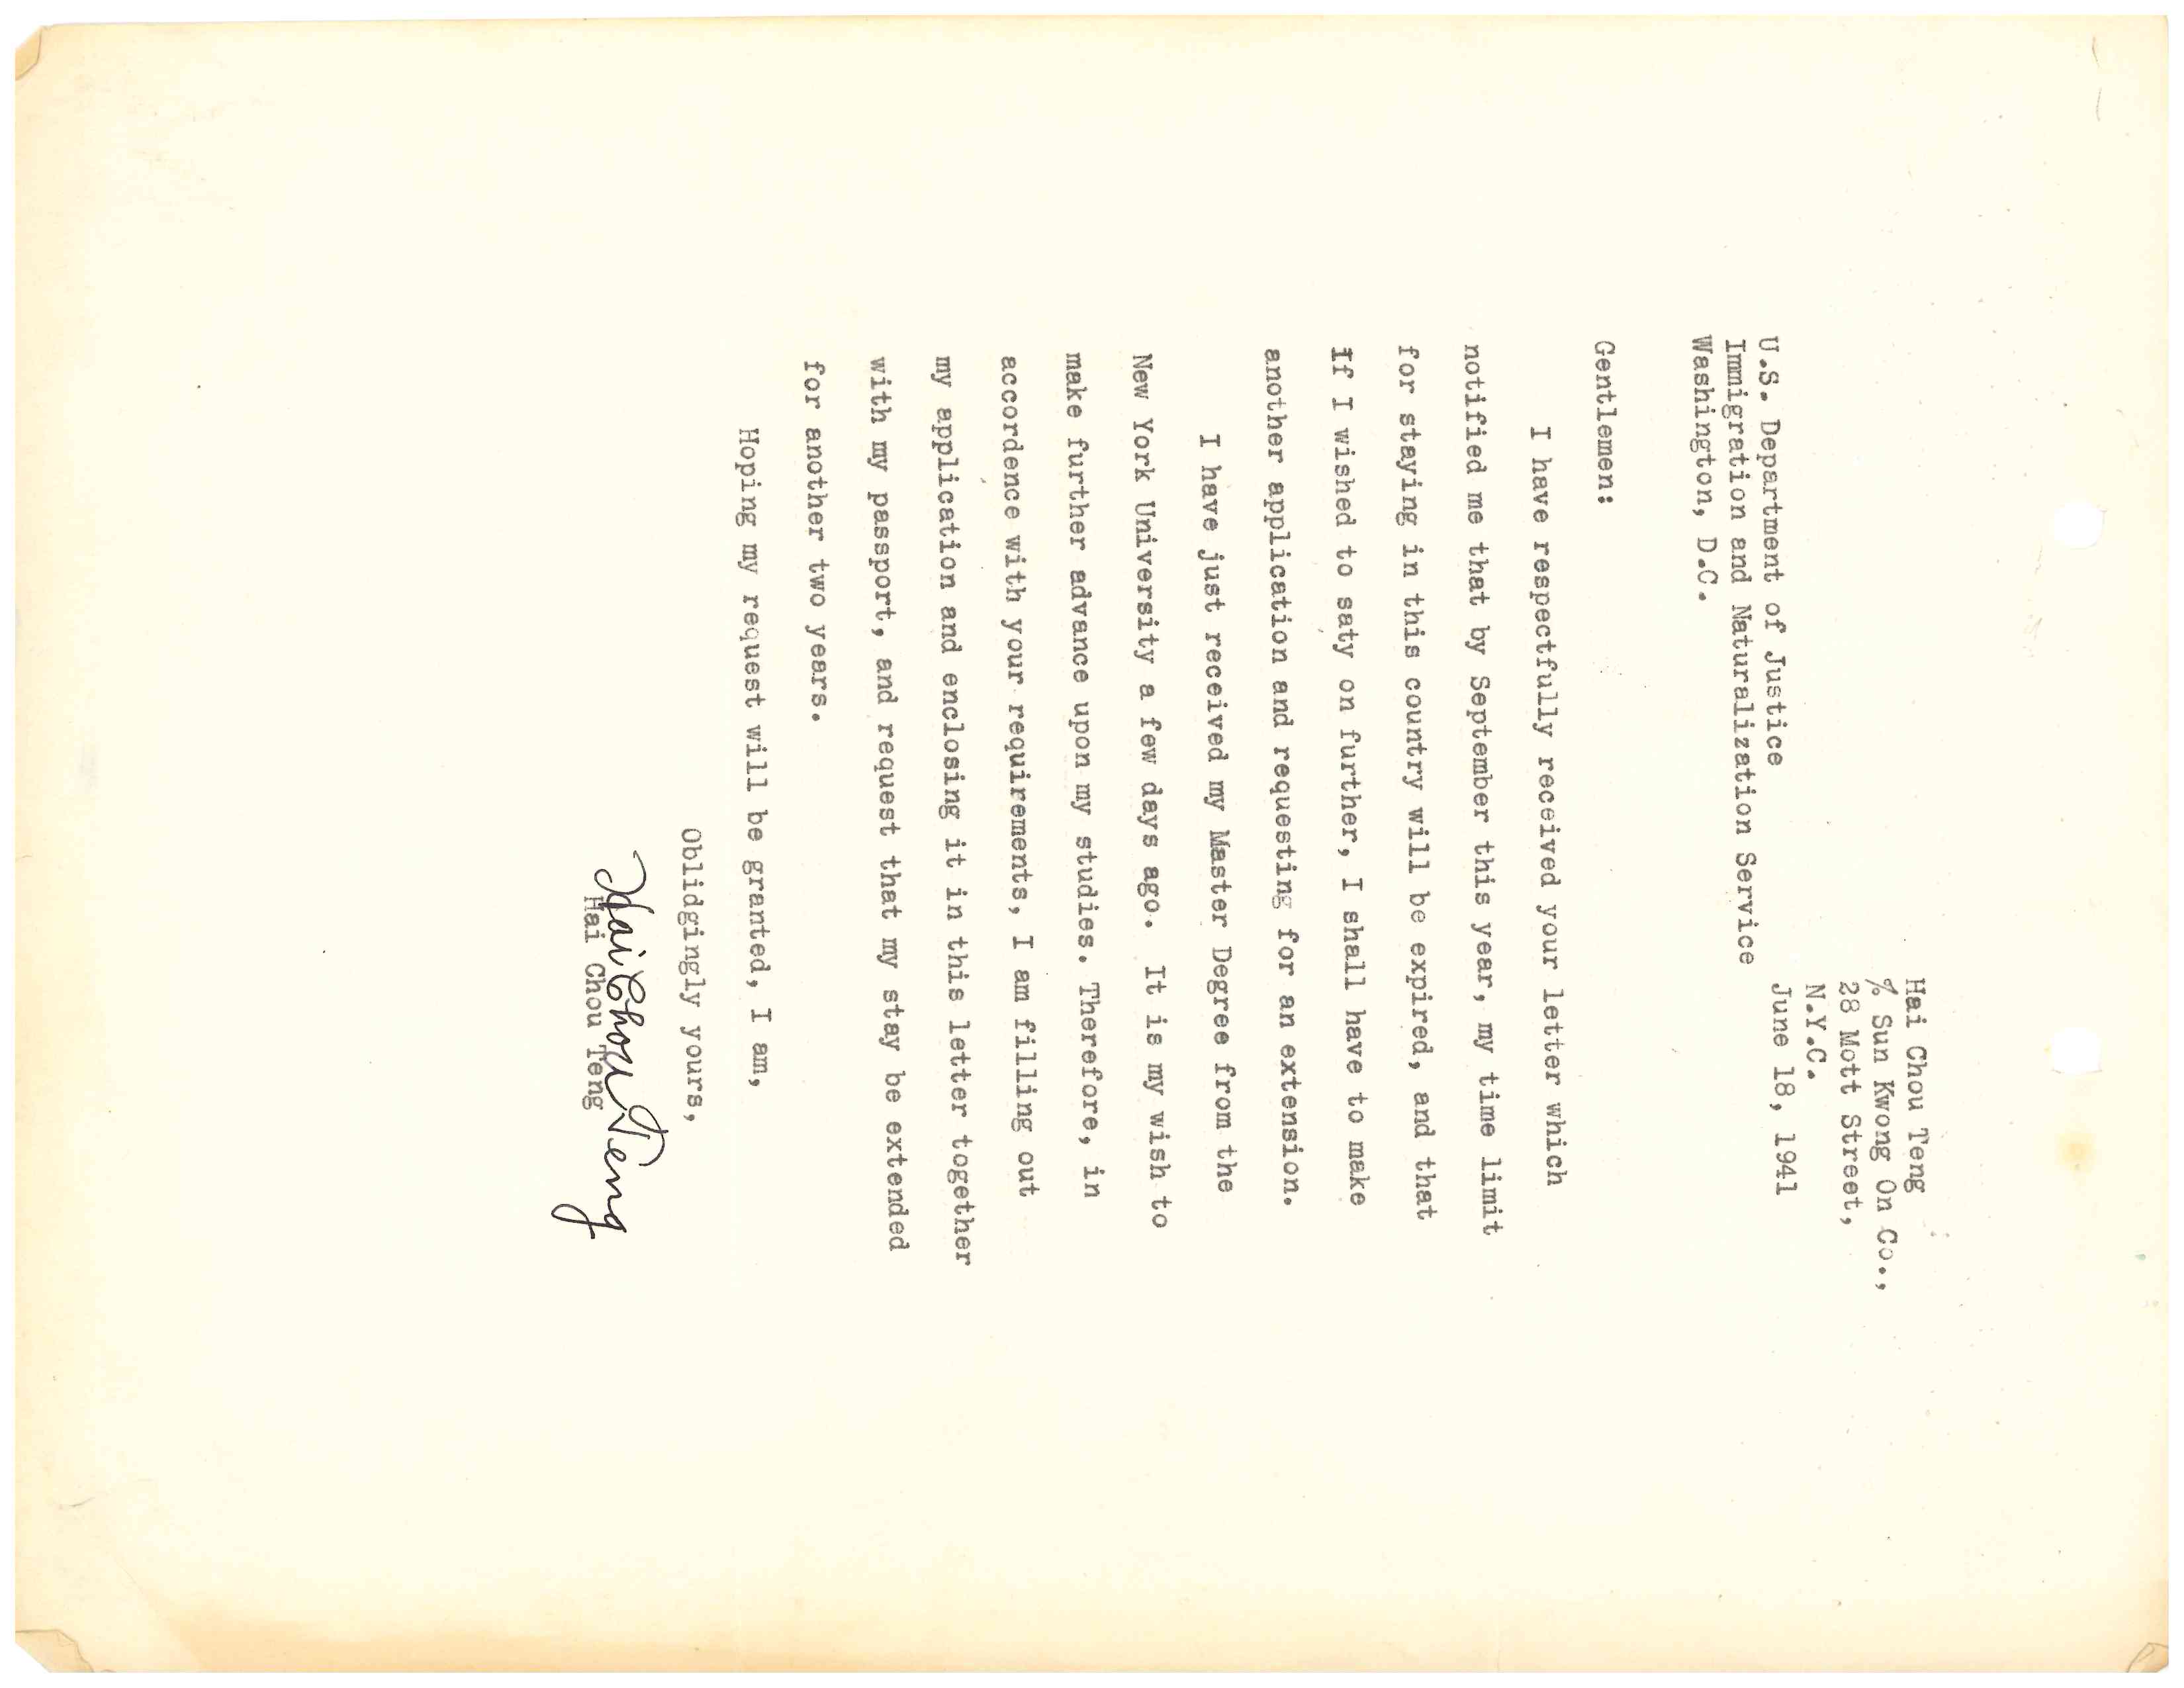 Hai Chou Teng
% Sun Kwong On Co.,
28 Mott Street,
N.Y.C.
June 18, 1941
U.S. Department of Justice
Immigration and Naturalization Service
Washington, D.C.
Gentlemen:
I have respectfully received your letter which
notified me that by September this year, my time limit
for staying in this country will be expired, and that
If I wished to saty on further, I shall have to make
another application and requesting for an extension.
I have just received my Master Degree from the
New York University a few days ago. It is my wish to
make further advance upon my studies. Therefore, in
accordence with your requirements, I am filling out
my application and enclosing it in this letter together
with my passport, and request that my stay be extended
for another two years.
Hoping my request will be granted, I am,
Oblidgingly yours,
Hai Chou Teng
Hai Chou Teng